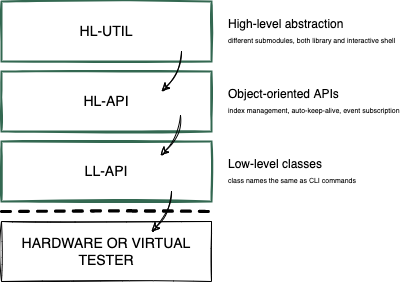 HL-UTIL
High-level abstraction
different submodules, both library and interactive shell
HL-API
Object-oriented APIs
index management, auto-keep-alive, event subscription
LL-API
Low-level classes
class names the same as CLI commands
HARDWARE OR VIRTUAL
TESTER